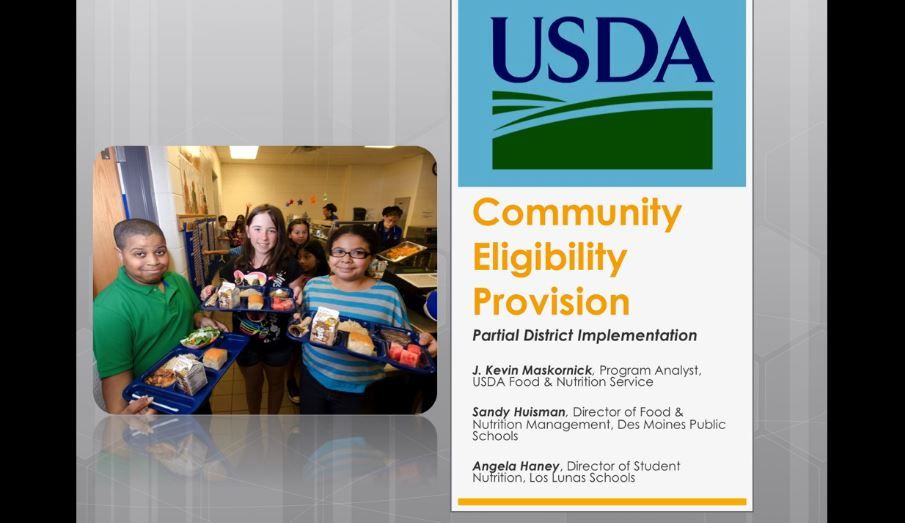 USDA
Community
Eligibility
Provision
Partial District Implementation
J. Kevin Maskornick, Program Analyst,
USDA Food & Nutrition Service
Sandy Huisman, Director of Food &
Nutrition Management, Des Moines Public
Schools
Angela Haney, Director of Student
Nutrition, Los Lunas Schools